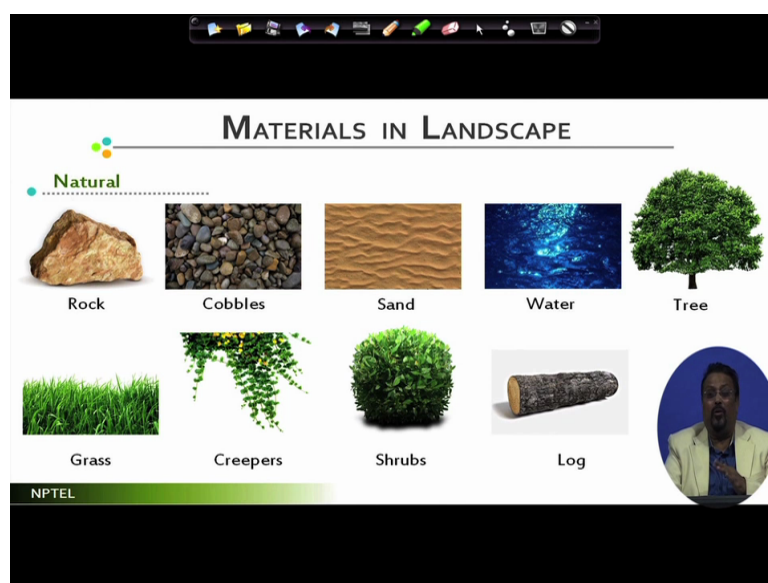 MATERIALS IN LANDSCAPE
Natural
Rock
Cobbles
Sand
Water
Tree
Grass
Creepers
Shrubs
Log
NPTEL